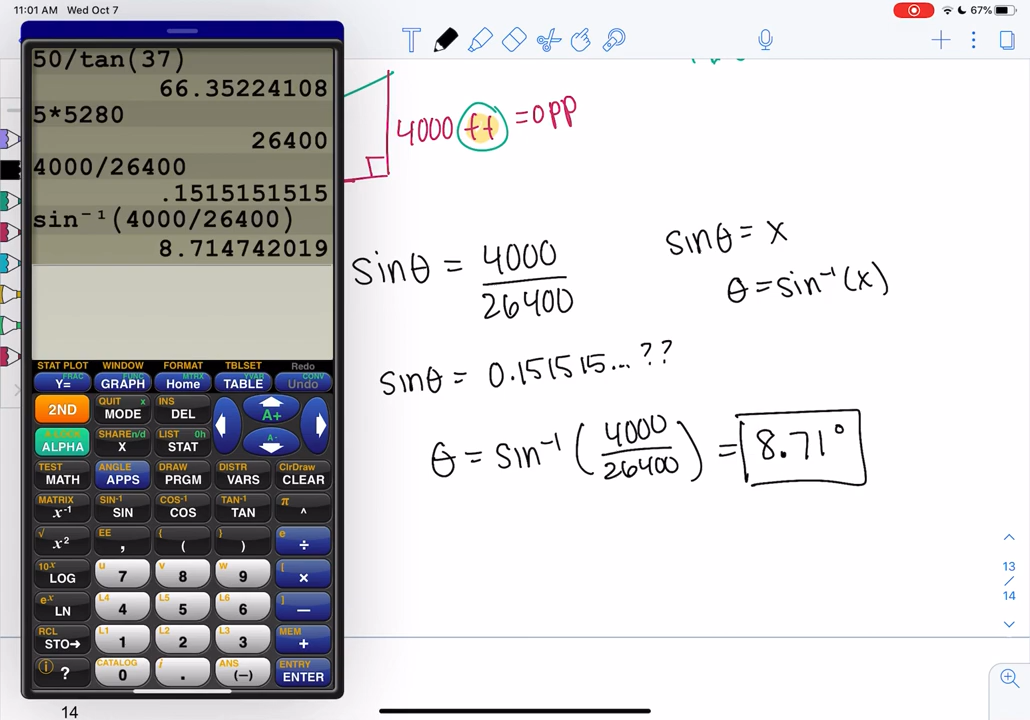 11:01 AM Wed Oct 7
67%
50/tan(37)
66.35224108
5*5280
26400
4000/26400
.1515151515
sin⁻¹(4000/26400)
8.714742019
4000 ft = opp
sinθ = 4000/26400
sinθ = x
θ = sin⁻¹(x)
sinθ = 0.151515... ??
θ = sin⁻¹(4000/26400) = 8.71°
STAT PLOT WINDOW FORMAT TBLSET Redo
Y= GRAPH Home TABLE Undo
QUIT x INS
2ND MODE DEL A+
SHARE n/d LIST 0h
ALPHA X STAT A-
TEST ANGLE DRAW DISTR ClrDraw
MATH APPS PRGM VARS CLEAR
MATRIX SIN-1 COS-1 TAN-1 π
x-1 SIN COS TAN ^
√ EE { } e
x2 , ( ) ÷
10x u v w [
LOG 7 8 9 ×
ex L4 L5 L6 ]
LN 4 5 6 —
RCL L1 L2 L3 MEM
STO→ 1 2 3 +
i CATALOG i ANS ENTRY
? 0 . (—) ENTER
13
/
14
14